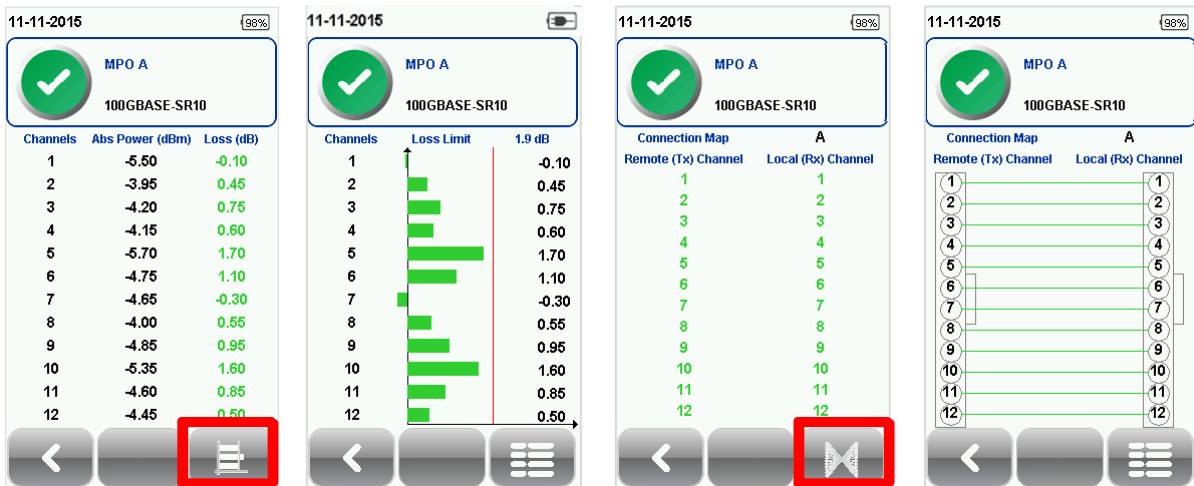 11-11-2015 98%
MPO A
100GBASE-SR10
Channels Abs Power (dBm) Loss (dB)
1 -5.50 -0.10
2 -3.95 0.45
3 -4.20 0.75
4 -4.15 0.60
5 -5.70 1.70
6 -4.75 1.10
7 -4.65 -0.30
8 -4.00 0.55
9 -4.85 0.95
10 -5.35 1.60
11 -4.60 0.85
12 -4.45 0.50
11-11-2015
MPO A
100GBASE-SR10
Channels Loss Limit 1.9 dB
1 -0.10
2 0.45
3 0.75
4 0.60
5 1.70
6 1.10
7 -0.30
8 0.55
9 0.95
10 1.60
11 0.85
12 0.50
11-11-2015 98%
MPO A
100GBASE-SR10
Connection Map A
Remote (Tx) Channel Local (Rx) Channel
1 1
2 2
3 3
4 4
5 5
6 6
7 7
8 8
9 9
10 10
11 11
12 12
11-11-2015 98%
MPO A
100GBASE-SR10
Connection Map A
Remote (Tx) Channel Local (Rx) Channel
1 1
2 2
3 3
4 4
5 5
6 6
7 7
8 8
9 9
10 10
11 11
12 12